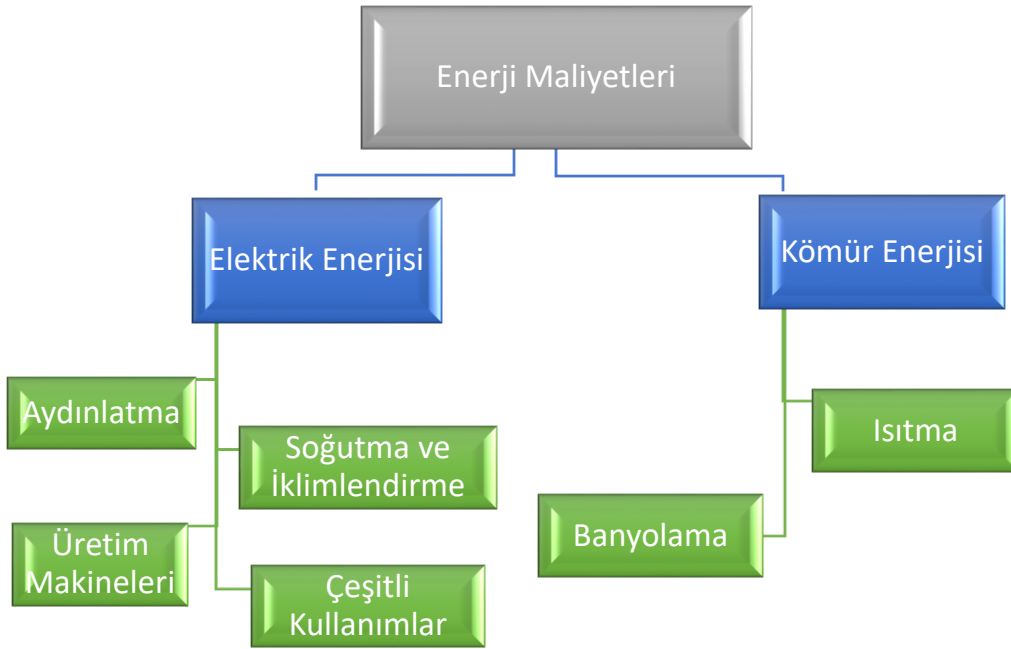 Enerji Maliyetleri
Elektrik Enerjisi
Kömür Enerjisi
Aydınlatma
Soğutma ve
İklimlendirme
Üretim
Makineleri
Çeşitli
Kullanımlar
Isıtma
Banyolama